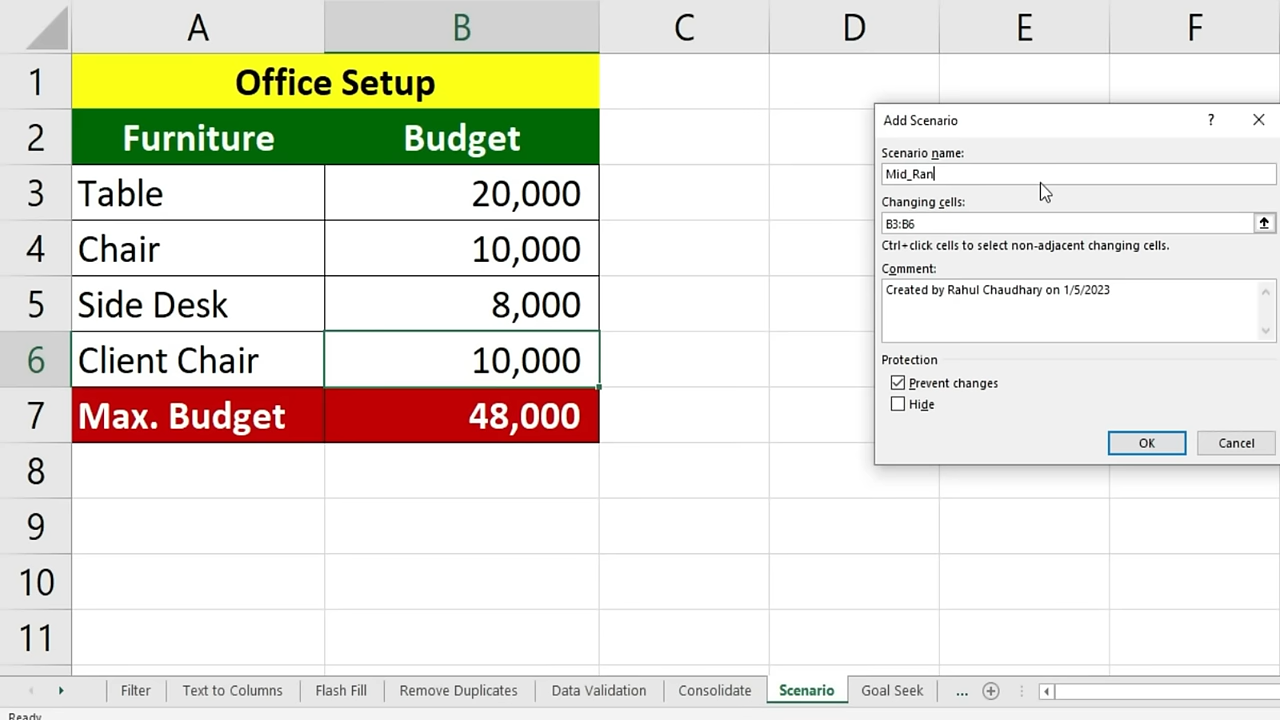 A B C D E F
1 Office Setup
2 Furniture Budget
3 Table 20,000
4 Chair 10,000
5 Side Desk 8,000
6 Client Chair 10,000
7 Max. Budget 48,000
8
9
10
11
Add Scenario ? ×
Scenario name:
Mid_Ran
Changing cells:
B3:B6
Ctrl+click cells to select non-adjacent changing cells.
Comment:
Created by Rahul Chaudhary on 1/5/2023
Protection
Prevent changes
Hide
OK Cancel
Filter Text to Columns Flash Fill Remove Duplicates Data Validation Consolidate Scenario Goal Seek ...
Ready